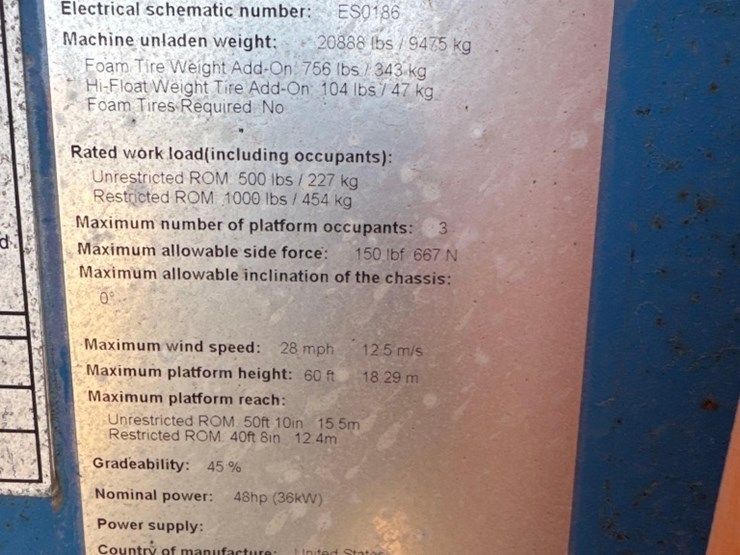 Electrical schematic number: ES0186
Machine unladen weight: 20888 lbs / 9475 kg
Foam Tire Weight Add-On: 756 lbs / 343 kg
Hi-Float Weight Tire Add-On: 104 lbs / 47 kg
Foam Tires Required No
Rated work load(including occupants):
Unrestricted ROM 500 lbs / 227 kg
Restricted ROM 1000 lbs / 454 kg
Maximum number of platform occupants: 3
d
Maximum allowable side force: 150 lbf 667 N
Maximum allowable inclination of the chassis:
0°
Maximum wind speed: 28 mph 12.5 m/s
Maximum platform height: 60 ft 18.29 m
Maximum platform reach:
Unrestricted ROM 50ft 10in 15.5m
Restricted ROM: 40ft 8in 12.4m
Gradeability: 45 %
Nominal power: 48hp (36kW)
Power supply:
Country of manufacture: United States